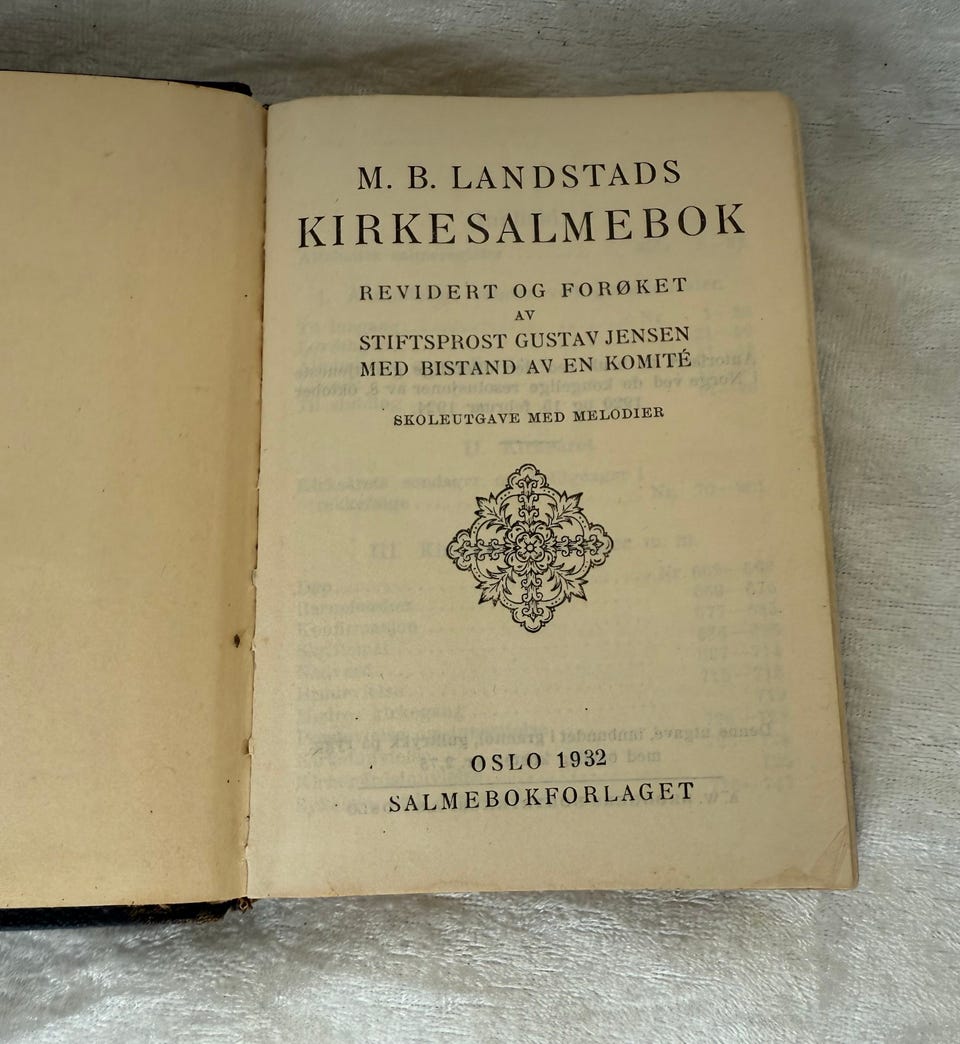 M. B. LANDSTADS
KIRKESALMEBOK
REVIDERT OG FORØKET
AV
STIFTSPROST GUSTAV JENSEN
MED BISTAND AV EN KOMITÉ
SKOLEUTGAVE MED MELODIER
OSLO 1932
SALMEBOKFORLAGET